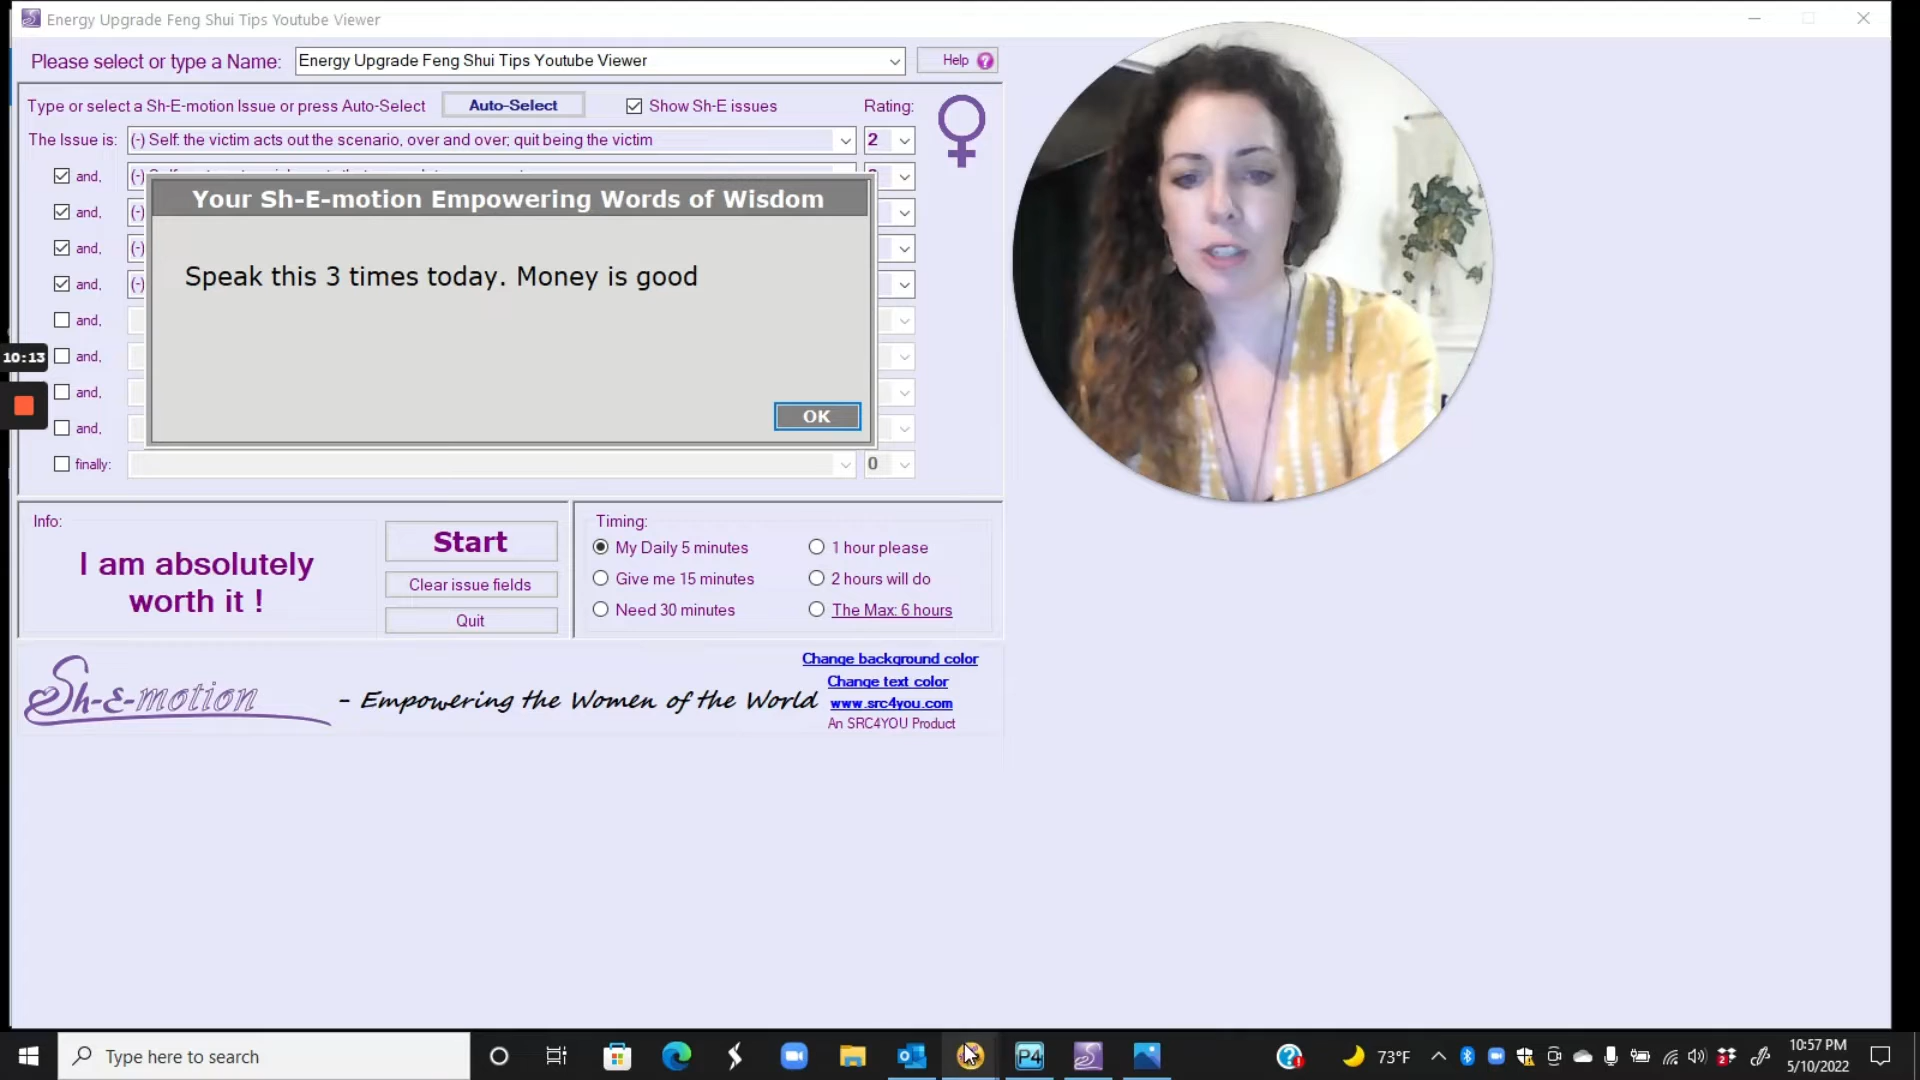 Energy Upgrade Feng Shui Tips Youtube Viewer
Please select or type a Name: Energy Upgrade Feng Shui Tips Youtube Viewer Help ?
Type or select a Sh-E-motion Issue or press Auto-Select Auto-Select Show Sh-E issues Rating:
The Issue is: (-) Self: the victim acts out the scenario, over and over; quit being the victim 2
and, (-)
Your Sh-E-motion Empowering Words of Wisdom
and, (-)
and, (-)
Speak this 3 times today. Money is good
and, (-)
and,
10:13
and,
and,
OK
and,
finally: 0
Info:
I am absolutely
worth it !
Start
Clear issue fields
Quit
Timing:
My Daily 5 minutes 1 hour please
Give me 15 minutes 2 hours will do
Need 30 minutes The Max: 6 hours
Sh-E-motion - Empowering the Women of the World
Change background color
Change text color
www.src4you.com
An SRC4YOU Product
Type here to search
P4
73°F
10:57 PM
5/10/2022